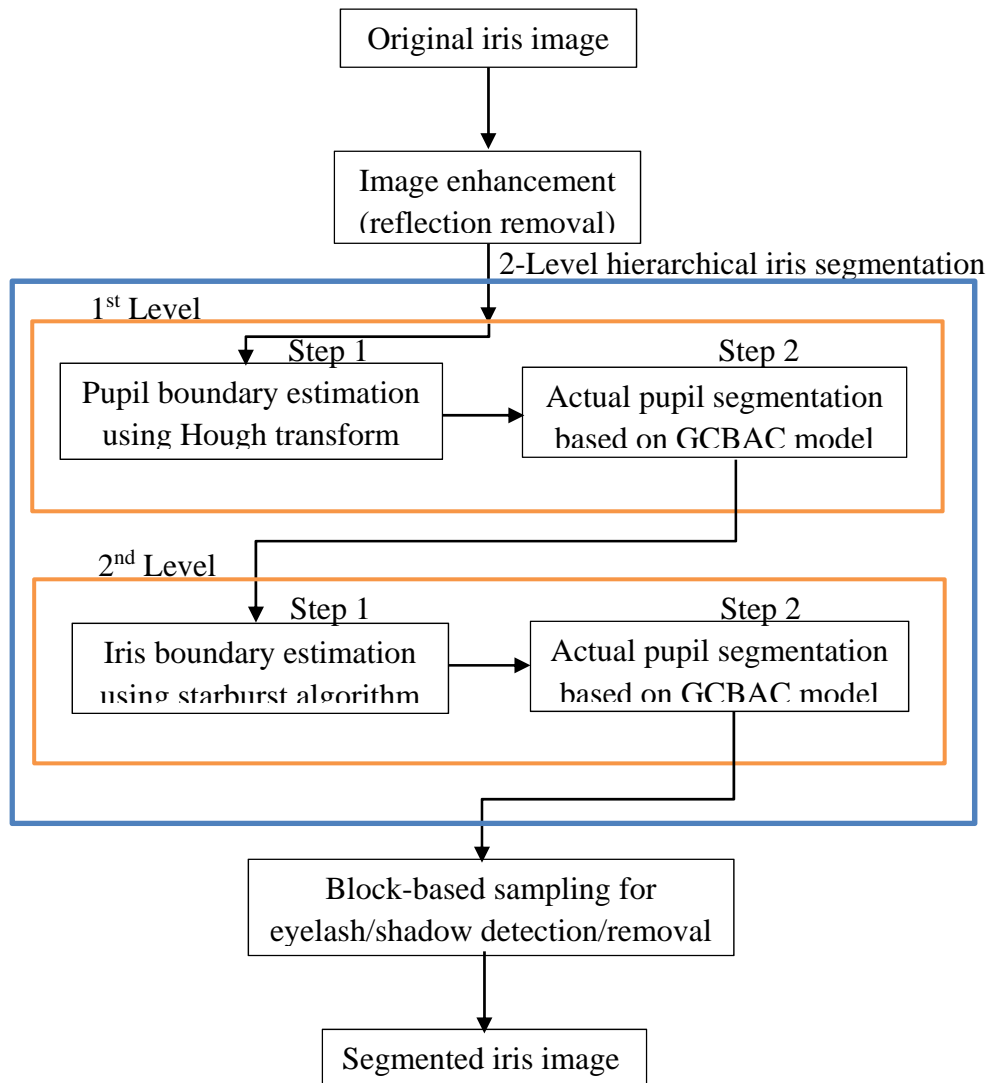 Original iris image
Image enhancement
(reflection removal)
2-Level hierarchical iris segmentation
1st Level
Step 1
Pupil boundary estimation
using Hough transform
Step 2
Actual pupil segmentation
based on GCBAC model
2nd Level
Step 1
Iris boundary estimation
using starburst algorithm
Step 2
Actual pupil segmentation
based on GCBAC model
Block-based sampling for
eyelash/shadow detection/removal
Segmented iris image